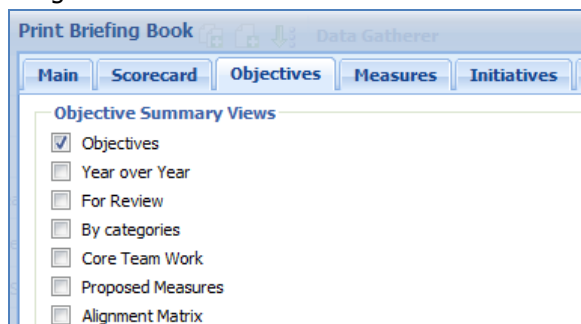 Print Briefing Book Data Gatherer
Main Scorecard Objectives Measures Initiatives
Objective Summary Views
Objectives
Year over Year
For Review
By categories
Core Team Work
Proposed Measures
Alignment Matrix